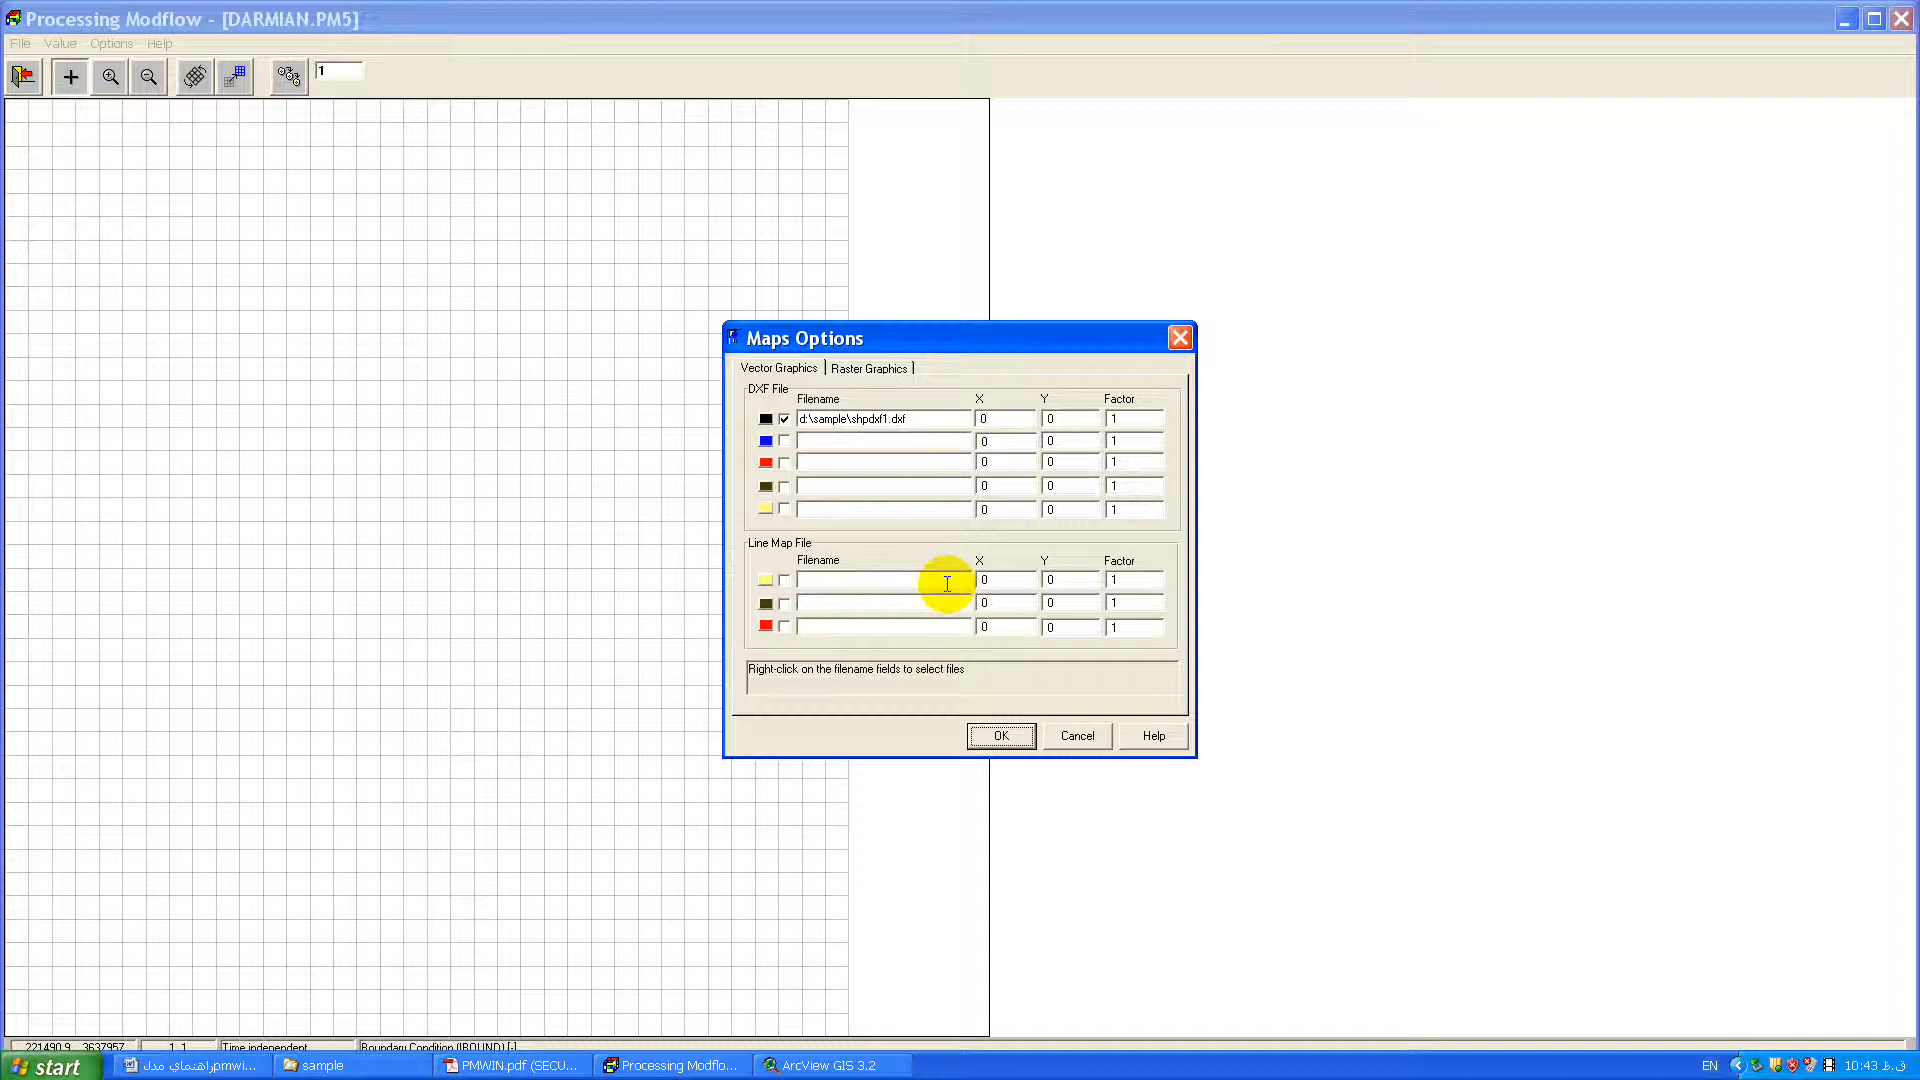 Processing Modflow - [DARMIAN.PM5]
File Value Options Help
1
Maps Options
Vector Graphics Raster Graphics
DXF File
Filename X Y Factor
d:\sample\shpdxf1.dxf 0 0 1
0 0 1
0 0 1
0 0 1
0 0 1
Line Map File
Filename X Y Factor
0 0 1
0 0 1
0 0 1
Right-click on the filename fields to select files
OK Cancel Help
221490.9 3637957 1, 1 Time independent Boundary Condition (IBOUND) [-]
start راهنماي مدل pmwi... sample PMWIN.pdf (SECU... Processing Modflo... ArcView GIS 3.2 EN 10:43 ق.ظ